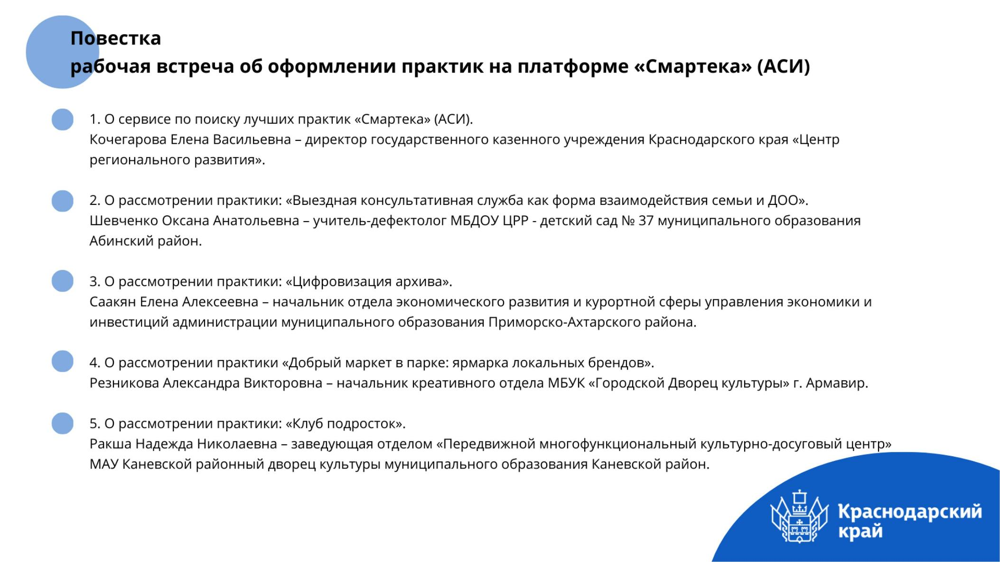 Повестка
рабочая встреча об оформлении практик на платформе «Смартека» (АСИ)
1. О сервисе по поиску лучших практик «Смартека» (АСИ).
Кочегарова Елена Васильевна – директор государственного казенного учреждения Краснодарского края «Центр
регионального развития».
2. О рассмотрении практики: «Выездная консультативная служба как форма взаимодействия семьи и ДОО».
Шевченко Оксана Анатольевна – учитель-дефектолог МБДОУ ЦРР - детский сад № 37 муниципального образования
Абинский район.
3. О рассмотрении практики: «Цифровизация архива».
Саакян Елена Алексеевна – начальник отдела экономического развития и курортной сферы управления экономики и
инвестиций администрации муниципального образования Приморско-Ахтарского района.
4. О рассмотрении практики «Добрый маркет в парке: ярмарка локальных брендов».
Резникова Александра Викторовна – начальник креативного отдела МБУК «Городской Дворец культуры» г. Армавир.
5. О рассмотрении практики: «Клуб подросток».
Ракша Надежда Николаевна – заведующая отделом «Передвижной многофункциональный культурно-досуговый центр»
МАУ Каневской районный дворец культуры муниципального образования Каневской район.
Краснодарский
край